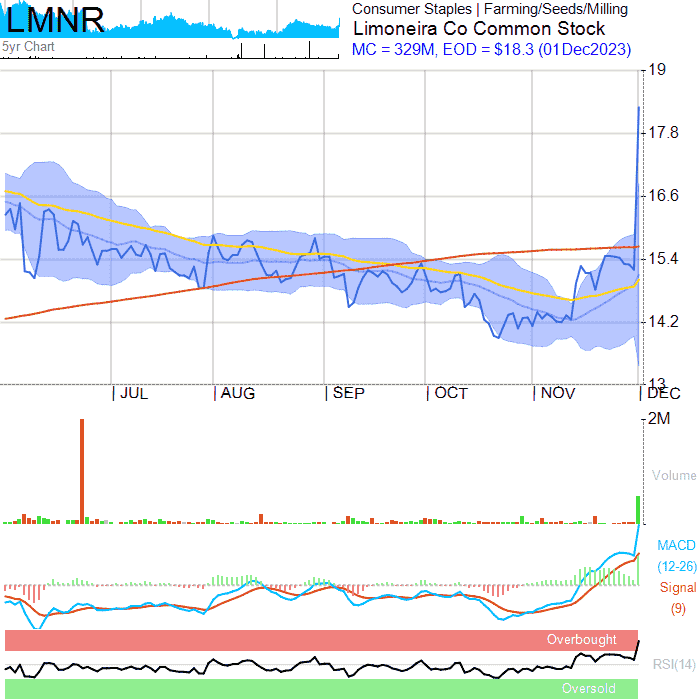 LMNR
5yr Chart
Consumer Staples | Farming/Seeds/Milling
Limoneira Co Common Stock
MC = 329M, EOD = $18.3 (01Dec2023)
19
17.8
16.6
15.4
14.2
13
JUL AUG SEP OCT NOV DEC
2M
Volume
MACD
(12-26)
Signal
(9)
Overbought
RSI(14)
Oversold